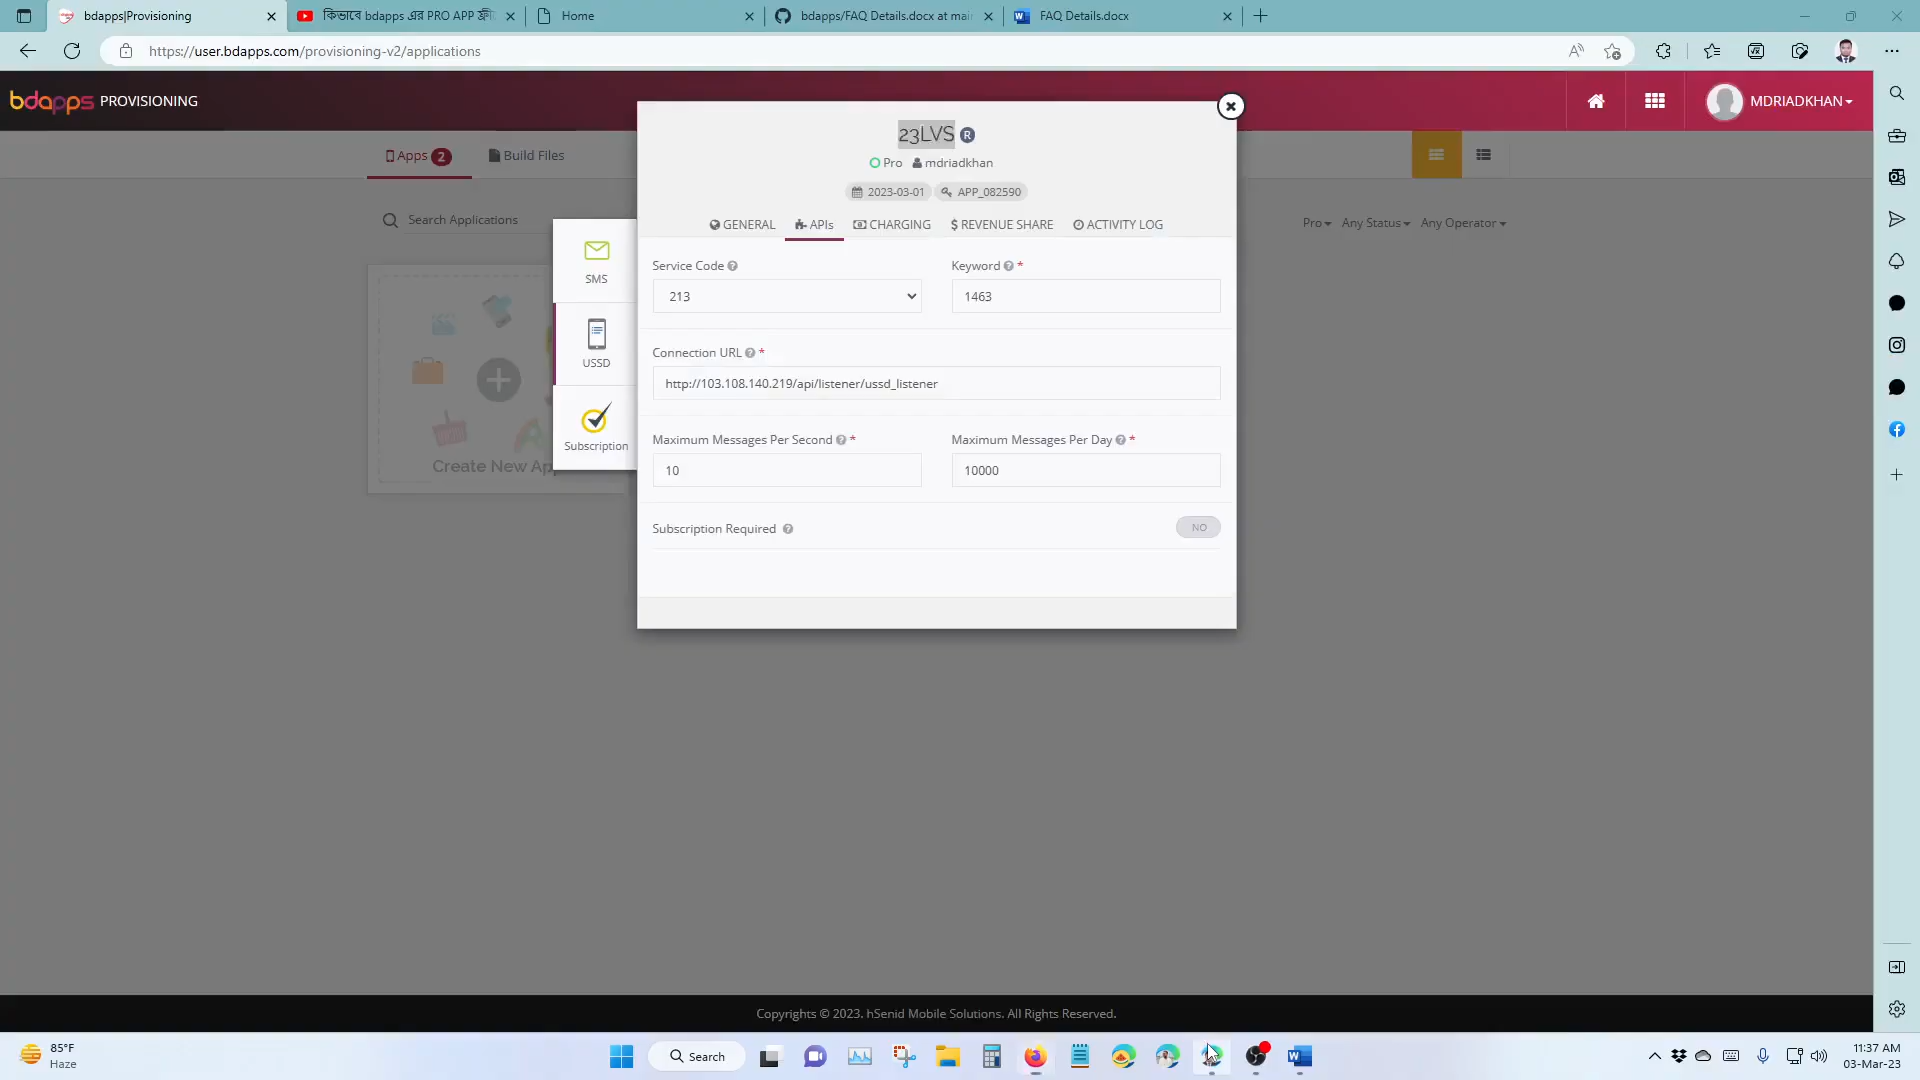 bdapps|Provisioning
কিভাবে bdapps এর PRO APP ফ্রী
Home
bdapps/FAQ Details.docx at mai
FAQ Details.docx
https://user.bdapps.com/provisioning-v2/applications
bdapps PROVISIONING
MDRIADKHAN
23LVS R
Apps 2
Build Files
Pro mdriadkhan
2023-03-01 APP_082590
Search Applications
GENERAL APIs CHARGING $ REVENUE SHARE ACTIVITY LOG
Pro Any Status Any Operator
SMS
USSD
Subscription
Create New Ap
Service Code ?
Keyword ? *
213
1463
Connection URL ? *
http://103.108.140.219/api/listener/ussd_listener
Maximum Messages Per Second ? *
Maximum Messages Per Day ? *
10
10000
Subscription Required ?
NO
Copyrights © 2023. hSenid Mobile Solutions. All Rights Reserved.
85°F
Haze
Search
11:37 AM
03-Mar-23